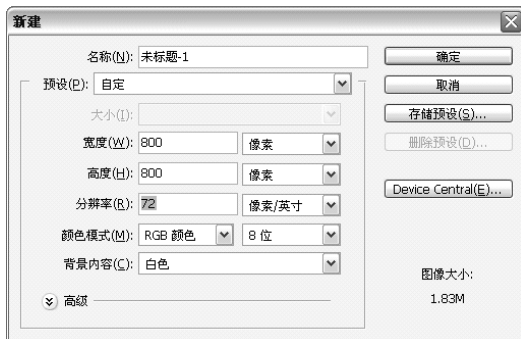 新建
名称(N): 未标题-1
确定
预设(P): 自定
取消
大小(I):
存储预设(S)...
宽度(W): 800 像素
删除预设(D)...
高度(H): 800 像素
Device Central(E)...
分辨率(R): 72 像素/英寸
颜色模式(M): RGB 颜色 8 位
背景内容(C): 白色
图像大小:
高级
1.83M